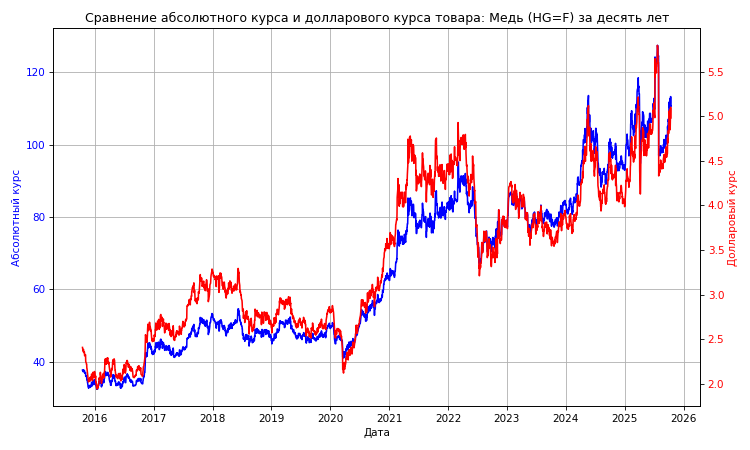 Сравнение абсолютного курса и долларового курса товара: Медь (HG=F) за десять лет
Абсолютный курс
120
100
80
60
40
5.5
5.0
4.5
4.0
3.5
3.0
2.5
2.0
Долларовый курс
2016 2017 2018 2019 2020 2021 2022 2023 2024 2025 2026
Дата